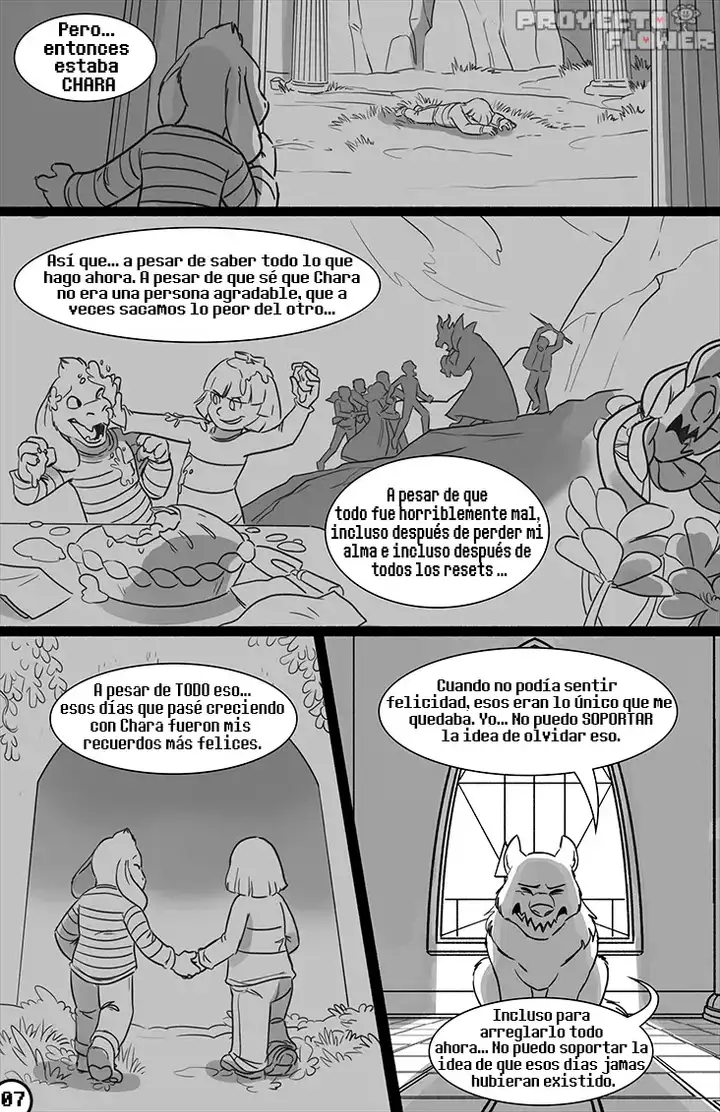 PROYECTO
FLOWER
Pero...
entonces
estaba
CHARA
Así que... a pesar de saber todo lo que
hago ahora. A pesar de que sé que Chara
no era una persona agradable, que a
veces sacamos lo peor del otro...
A pesar de que
todo fue horriblemente mal,
incluso después de perder mi
alma e incluso después de
todos los resets ...
A pesar de TODO eso...
esos días que pasé creciendo
con Chara fueron mis
recuerdos más felices.
Cuando no podía sentir
felicidad, esos eran lo único que me
quedaba. Yo... No puedo SOPORTAR
la idea de olvidar eso.
Incluso para
arreglarlo todo
ahora... No puedo soportar la
idea de que esos días jamas
hubieran existido.
07